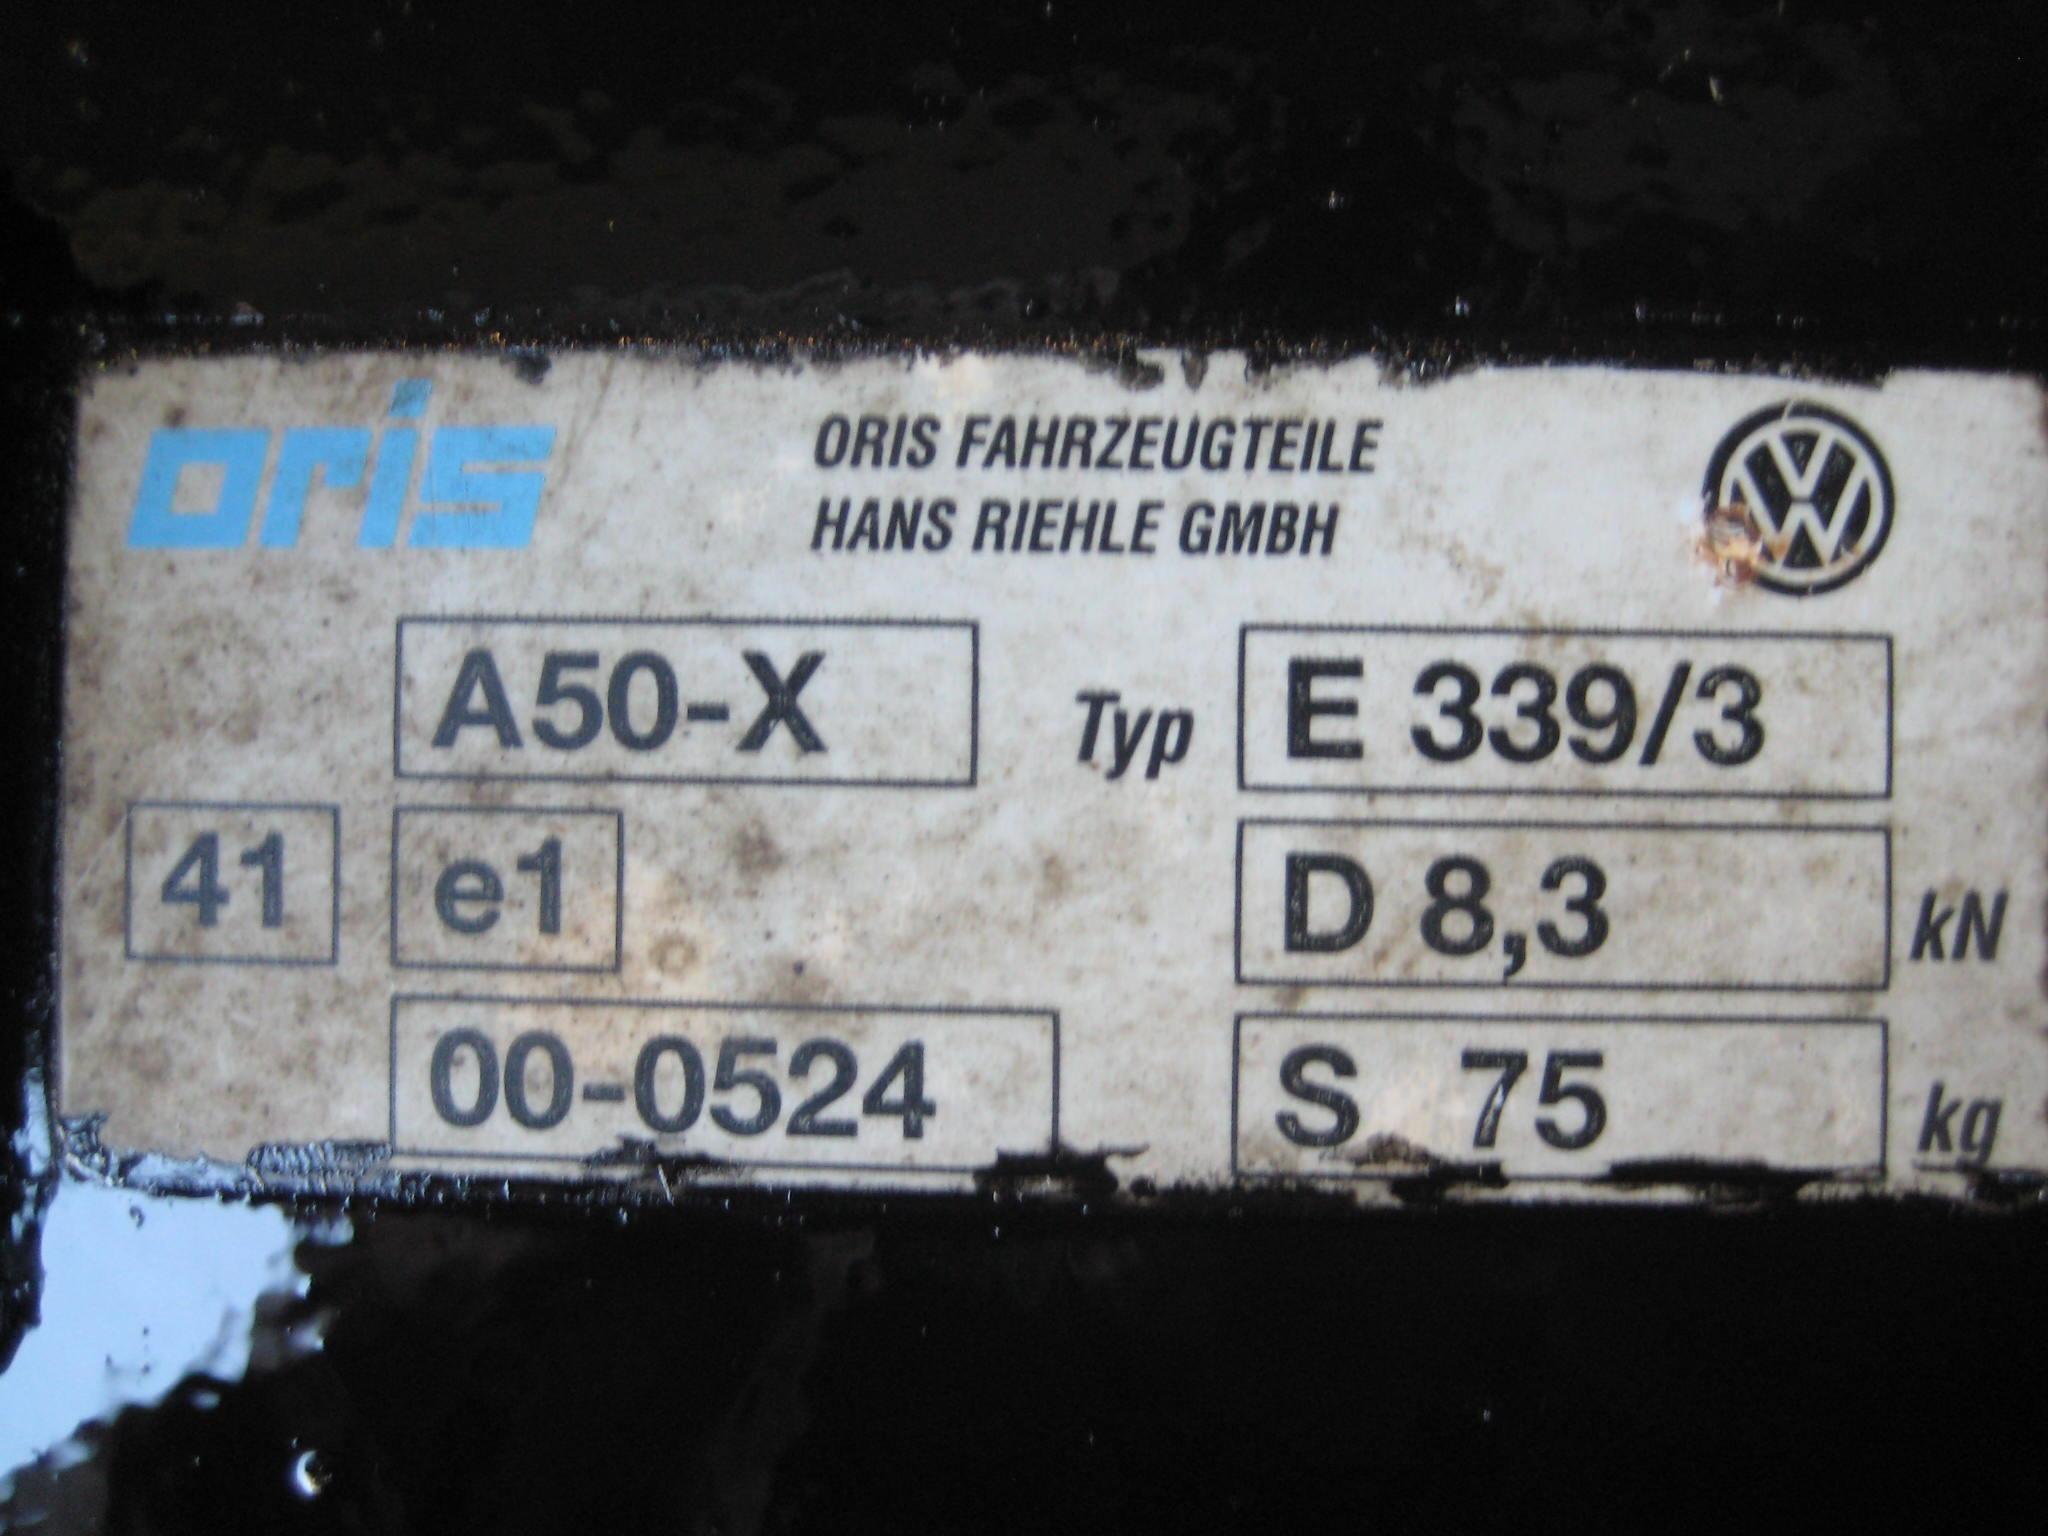 oris
ORIS FAHRZEUGTEILE
HANS RIEHLE GMBH
VW
A50-X Typ E 339/3
41 e1 D 8,3 kN
00-0524 S 75 kg